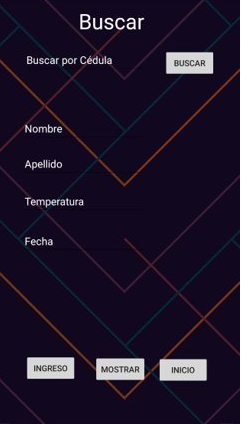 Buscar
Buscar por Cédula
BUSCAR
Nombre
Apellido
Temperatura
Fecha
INGRESO
MOSTRAR
INICIO